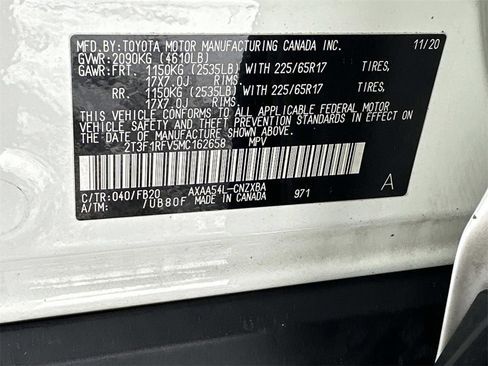 MFD.BY:TOYOTA MOTOR MANUFACTURING CANADA INC. 11/20
GVWR:2090KG (4610LB)
GAWR:FRT. 1150KG (2535LB) WITH 225/65R17 TIRES,
17X7.0J RIMS,
RR. 1150KG (2535LB) WITH 225/65R17 TIRES,
17X7.0J RIMS.
THIS VEHICLE CONFORMS TO ALL APPLICABLE FEDERAL MOTOR
VEHICLE SAFETY AND THEFT PREVENTION STANDARDS IN EFFECT ON
THE DATE OF MANUFACTURE SHOWN ABOVE.
2T3F1RFV5MC162658 MPV
C/TR:040/FB20 AXAA54L-CNZXBA 971 A
A/TM: /UB80F MADE IN CANADA